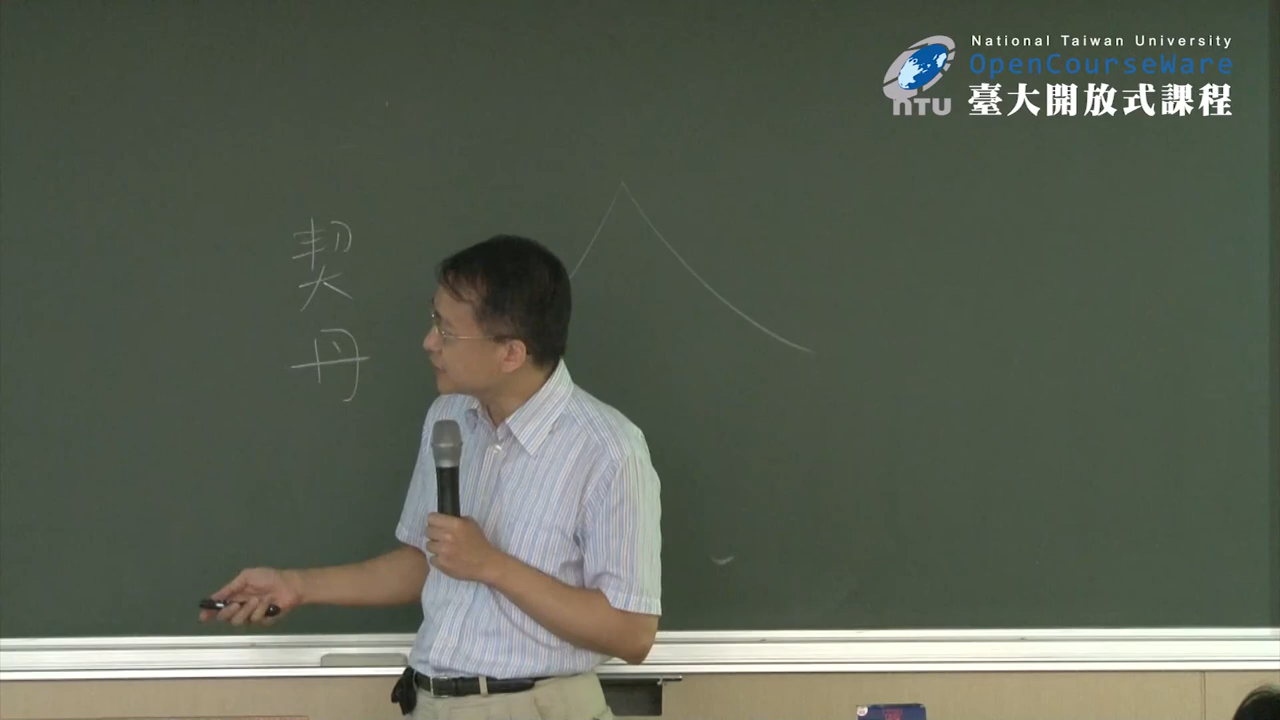 National Taiwan University
OpenCourseWare
NTU
臺大開放式課程
契丹